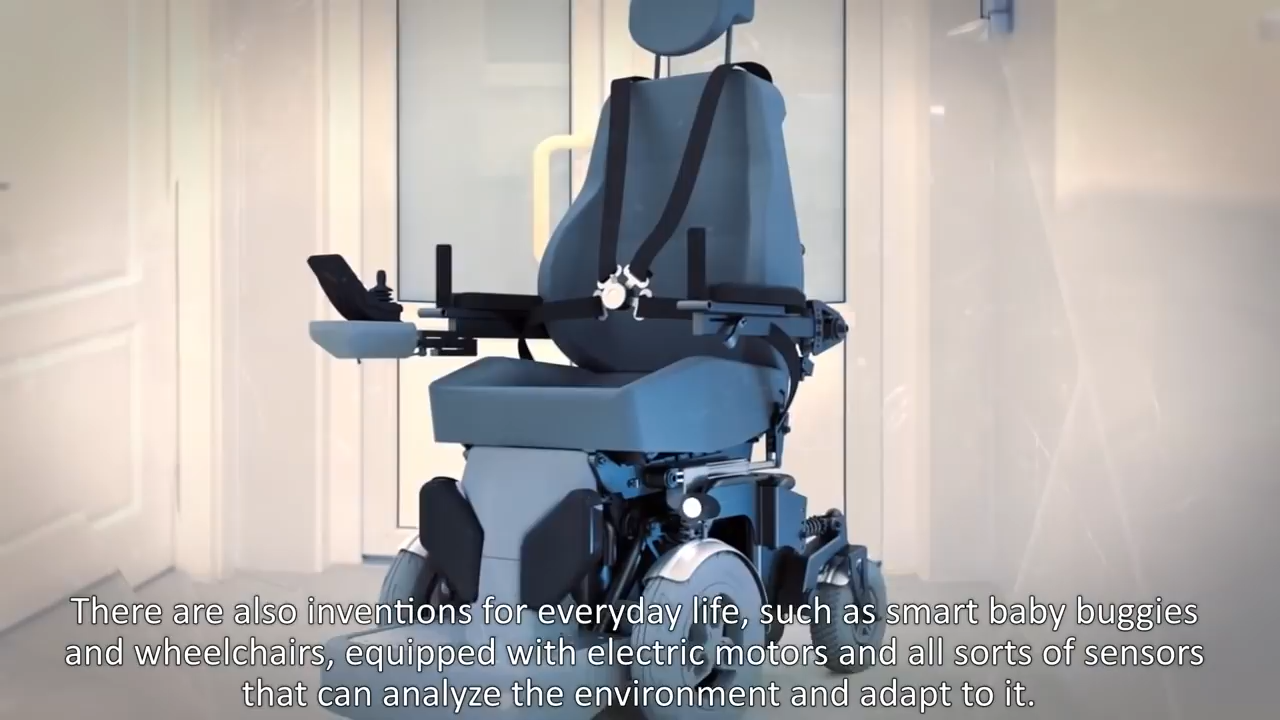 There are also inventions for everyday life, such as smart baby buggies
and wheelchairs, equipped with electric motors and all sorts of sensors
that can analyze the environment and adapt to it.